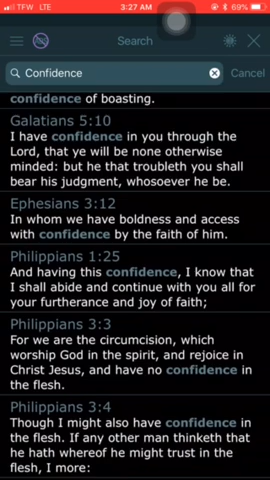 TFW LTE 3:27 AM 69%
Search
Confidence Cancel
confidence of boasting.
Galatians 5:10
I have confidence in you through the
Lord, that ye will be none otherwise
minded: but he that troubleth you shall
bear his judgment, whosoever he be.
Ephesians 3:12
In whom we have boldness and access
with confidence by the faith of him.
Philippians 1:25
And having this confidence, I know that
I shall abide and continue with you all for
your furtherance and joy of faith;
Philippians 3:3
For we are the circumcision, which
worship God in the spirit, and rejoice in
Christ Jesus, and have no confidence in
the flesh.
Philippians 3:4
Though I might also have confidence in
the flesh. If any other man thinketh that
he hath whereof he might trust in the
flesh, I more: